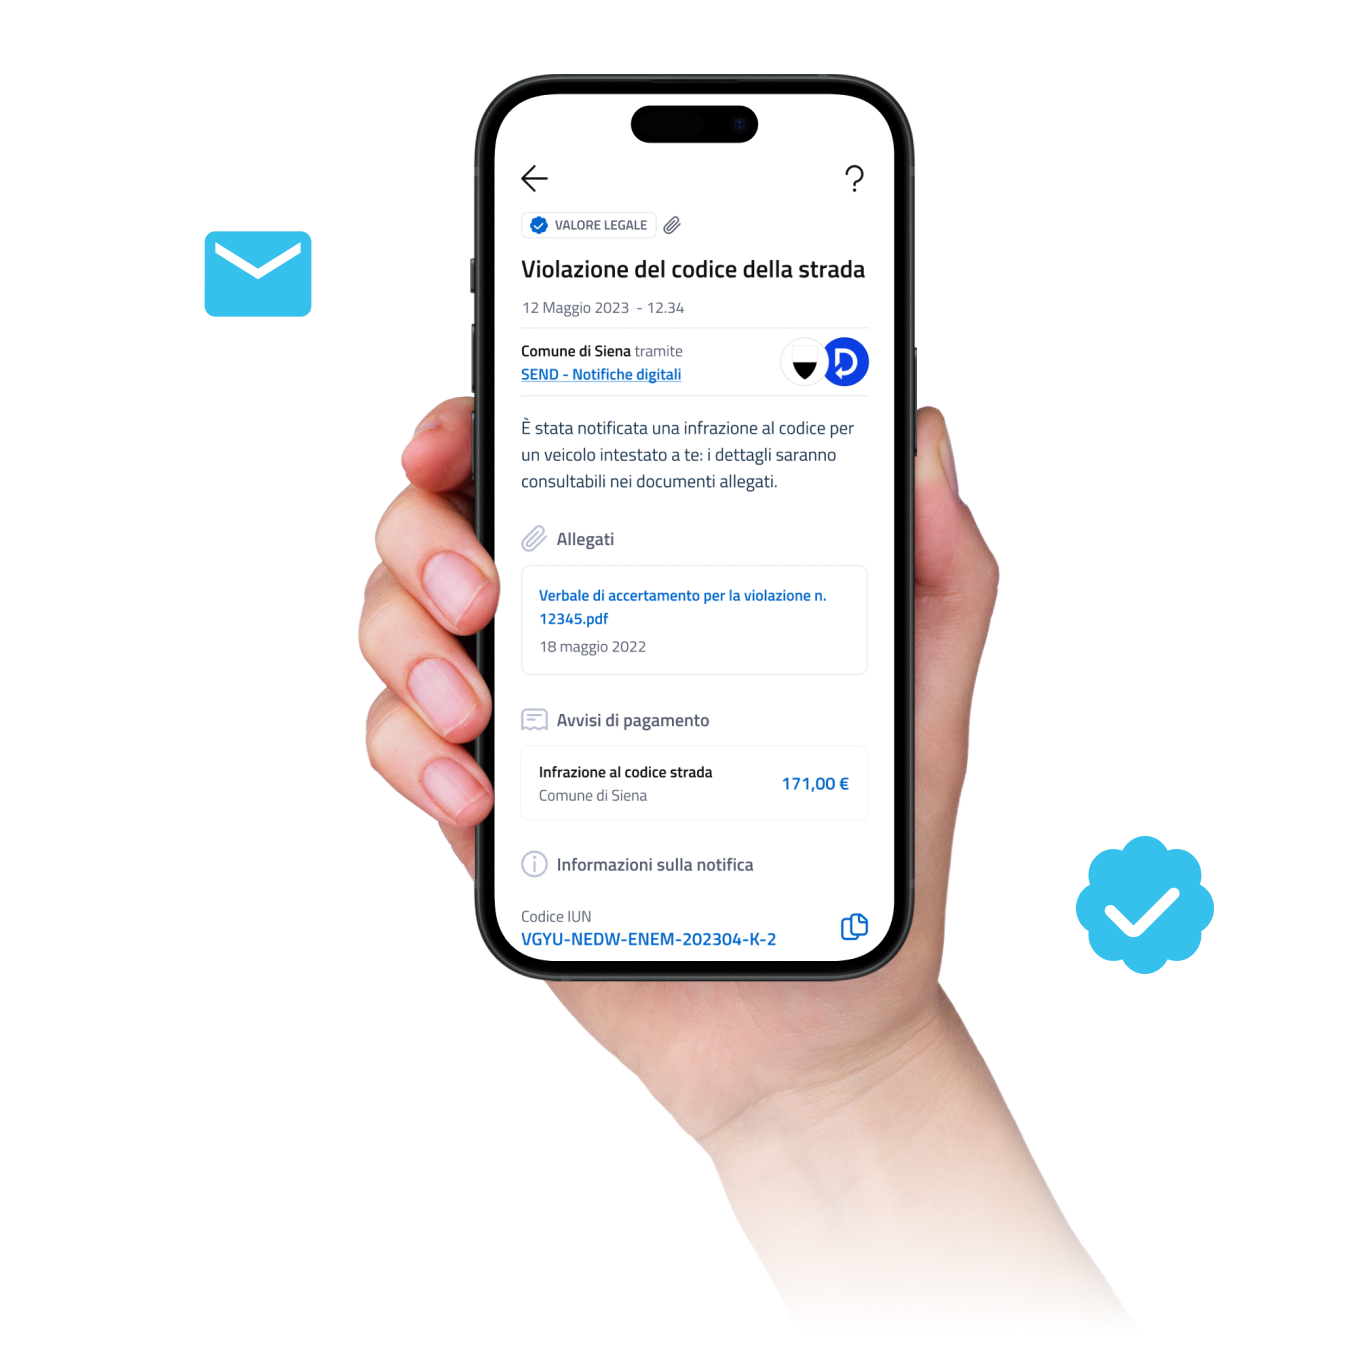 VALORE LEGALE
Violazione del codice della strada
12 Maggio 2023 - 12.34
Comune di Siena tramite
SEND - Notifiche digitali
È stata notificata una infrazione al codice per
un veicolo intestato a te: i dettagli saranno
consultabili nei documenti allegati.
Allegati
Verbale di accertamento per la violazione n.
12345.pdf
18 maggio 2022
Avvisi di pagamento
Infrazione al codice strada
Comune di Siena
171,00 €
Informazioni sulla notifica
Codice IUN
VGYU-NEDW-ENEM-202304-K-2